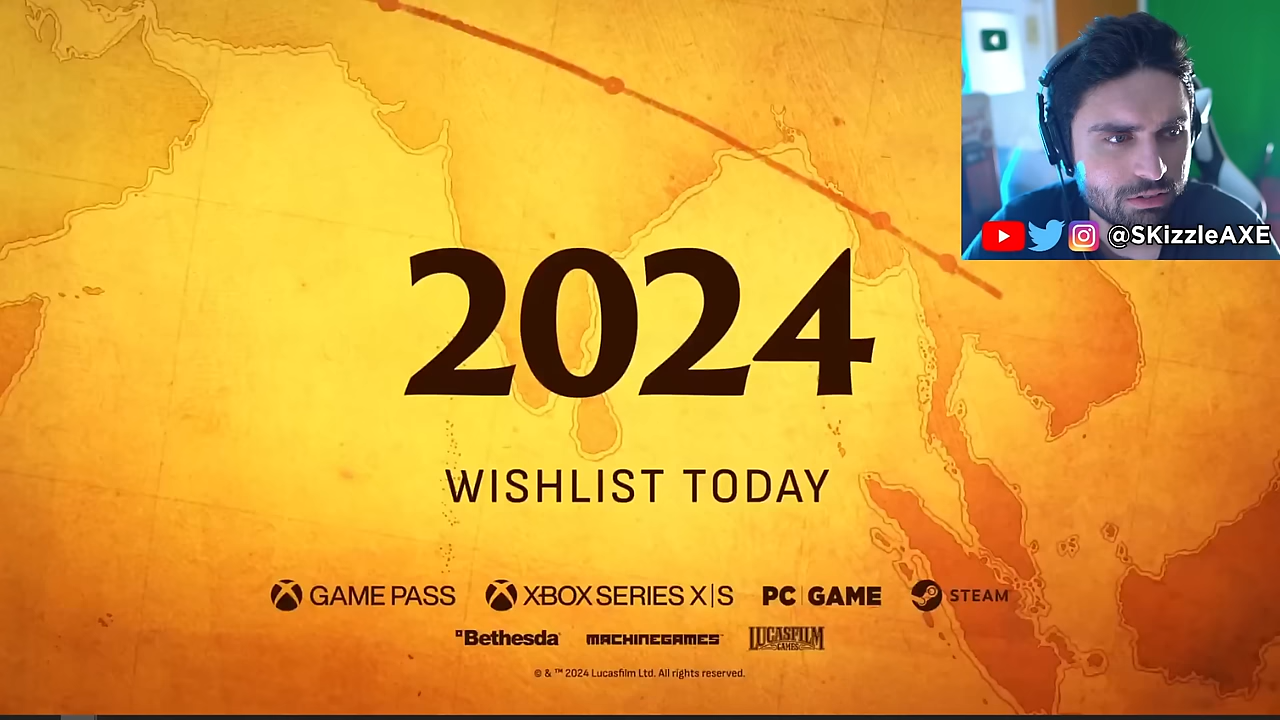 @SKizzleAXE
2024
WISHLIST TODAY
GAME PASS XBOX SERIES X|S PC GAME STEAM
Bethesda MACHINEGAMES LUCASFILM GAMES
© & ™ 2024 Lucasfilm Ltd. All rights reserved.